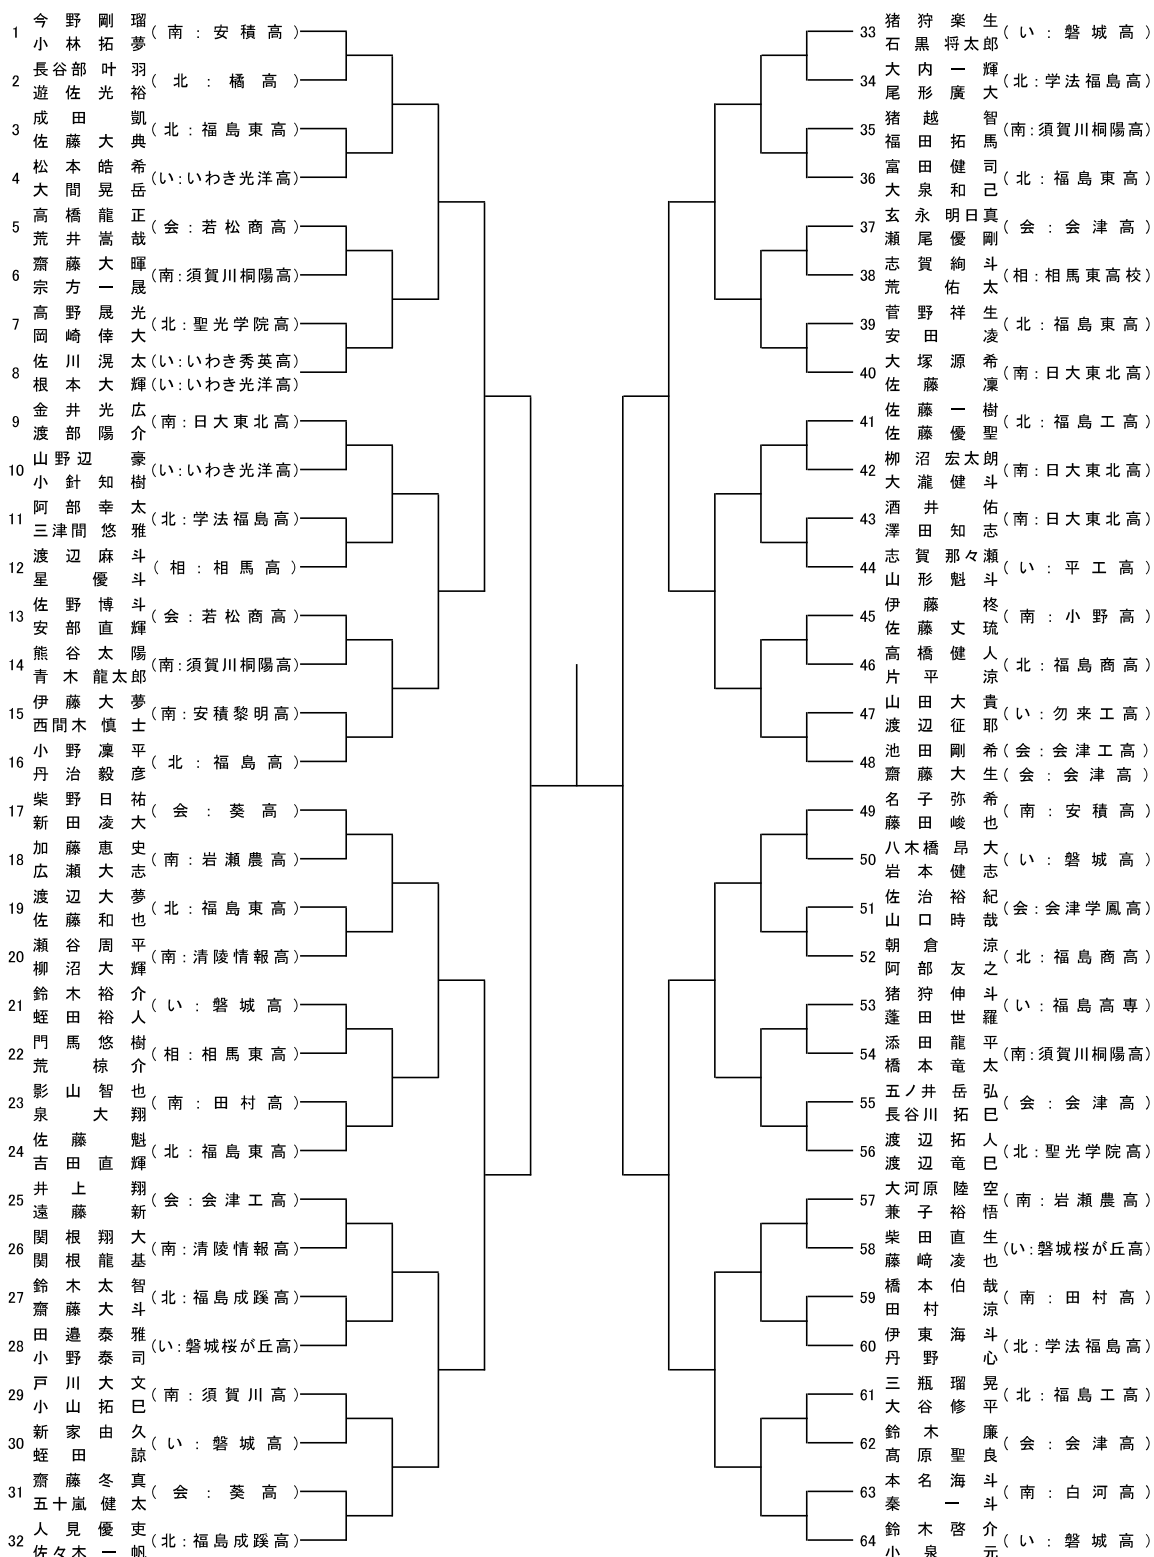 1 今野剛瑠 (南：安積高)
小林拓夢
2 長谷部叶羽 (北：橘高)
遊佐光裕
3 成田凱 (北：福島東高)
佐藤大典
4 松本皓希 (い：いわき光洋高)
大間晃岳
5 高橋龍正 (会：若松商高)
荒井嵩哉
6 齋藤大暉 (南：須賀川桐陽高)
宗方一晟
7 高野晟光 (北：聖光学院高)
岡崎倖大
8 佐川滉太 (い：いわき秀英高)
根本大輝 (い：いわき光洋高)
9 金井光広 (南：日大東北高)
渡部陽介
10 山野辺豪 (い：いわき光洋高)
小針知樹
11 阿部幸太 (北：学法福島高)
三津間悠雅
12 渡辺麻斗 (相：相馬高)
星優斗
13 佐野博斗 (会：若松商高)
安部直輝
14 熊谷太陽 (南：須賀川桐陽高)
青木龍太郎
15 伊藤大夢 (南：安積黎明高)
西間木慎士
16 小野凜平 (北：福島高)
丹治毅彦
17 柴野日祐 (会：葵高)
新田凌大
18 加藤恵史 (南：岩瀬農高)
広瀬大志
19 渡辺大夢 (北：福島東高)
佐藤和也
20 瀬谷周平 (南：清陵情報高)
柳沼大輝
21 鈴木裕介 (い：磐城高)
蛭田裕人
22 門馬悠樹 (相：相馬東高)
荒椋介
23 影山智也 (南：田村高)
泉大翔
24 佐藤魁 (北：福島東高)
吉田直輝
25 井上翔 (会：会津工高)
遠藤新
26 関根翔大 (南：清陵情報高)
関根龍基
27 鈴木太智 (北：福島成蹊高)
齋藤大斗
28 田邉泰雅 (い：磐城桜が丘高)
小野泰司
29 戸川大文 (南：須賀川高)
小山拓巳
30 新家由久 (い：磐城高)
蛭田諒
31 齋藤冬真 (会：葵高)
五十嵐健太
32 人見優吏 (北：福島成蹊高)
佐々木一帆
33 猪狩楽生 (い：磐城高)
石黒将太郎
34 大内一輝 (北：学法福島高)
尾形廣大
35 猪越智 (南：須賀川桐陽高)
福田拓馬
36 富田健司 (北：福島東高)
大泉和己
37 玄永明日真 (会：会津高)
瀬尾優剛
38 志賀絢斗 (相：相馬東高校)
荒佑太
39 菅野祥生 (北：福島東高)
安田凌
40 大塚源希 (南：日大東北高)
佐藤凜
41 佐藤一樹 (北：福島工高)
佐藤優聖
42 柳沼宏太朗 (南：日大東北高)
大瀧健斗
43 酒井佑 (南：日大東北高)
澤田知志
44 志賀那々瀬 (い：平工高)
山形魁斗
45 伊藤柊 (南：小野高)
佐藤丈琉
46 高橋健人 (北：福島商高)
片平涼
47 山田大貴 (い：勿来工高)
渡辺征耶
48 池田剛希 (会：会津工高)
齋藤大生 (会：会津高)
49 名子弥希 (南：安積高)
藤田峻也
50 八木橋昂大 (い：磐城高)
岩本健志
51 佐治裕紀 (会：会津学鳳高)
山口時哉
52 朝倉涼 (北：福島商高)
阿部友之
53 猪狩伸斗 (い：福島高専)
蓬田世羅
54 添田龍平 (南：須賀川桐陽高)
橋本竜太
55 五ノ井岳弘 (会：会津高)
長谷川拓巳
56 渡辺拓人 (北：聖光学院高)
渡辺竜巳
57 大河原陸空 (南：岩瀬農高)
兼子裕悟
58 柴田直生 (い：磐城桜が丘高)
藤﨑凌也
59 橋本伯哉 (南：田村高)
田村涼
60 伊東海斗 (北：学法福島高)
丹野心
61 三瓶瑠晃 (北：福島工高)
大谷修平
62 鈴木廉 (会：会津高)
髙原聖良
63 本名海斗 (南：白河高)
秦一斗
64 鈴木啓介 (い：磐城高)
小泉元